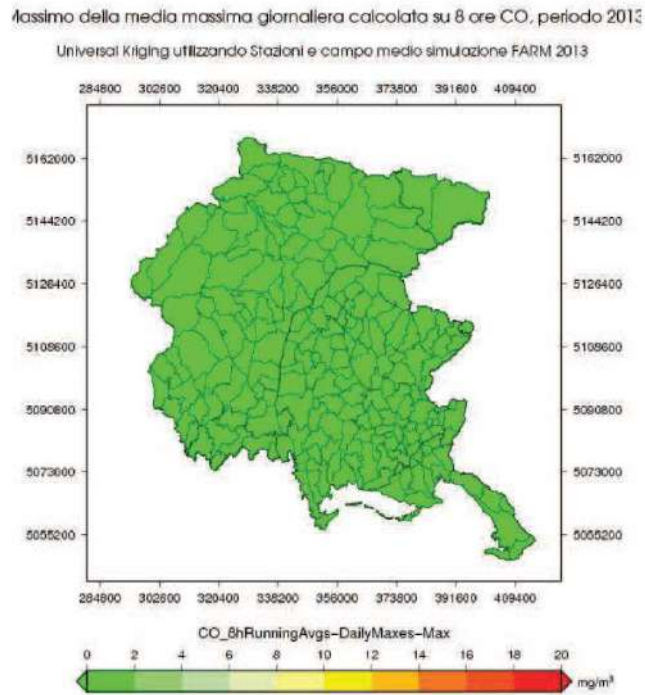 Massimo della media massima giornaliera calcolata su 8 ore CO, periodo 2013
Universal Kriging utilizzando Stazioni e campo medio simulazione FARM 2013
284800 302600 320400 338200 356000 373800 391600 409400
5162000 5162000
5144200 5144200
5126400 5126400
5108600 5108600
5090800 5090800
5073000 5073000
5055200 5055200
284800 302600 320400 338200 356000 373800 391600 409400
CO_8hRunningAvgs-DailyMaxes-Max
0 2 4 6 8 10 12 14 16 18 20
mg/m³